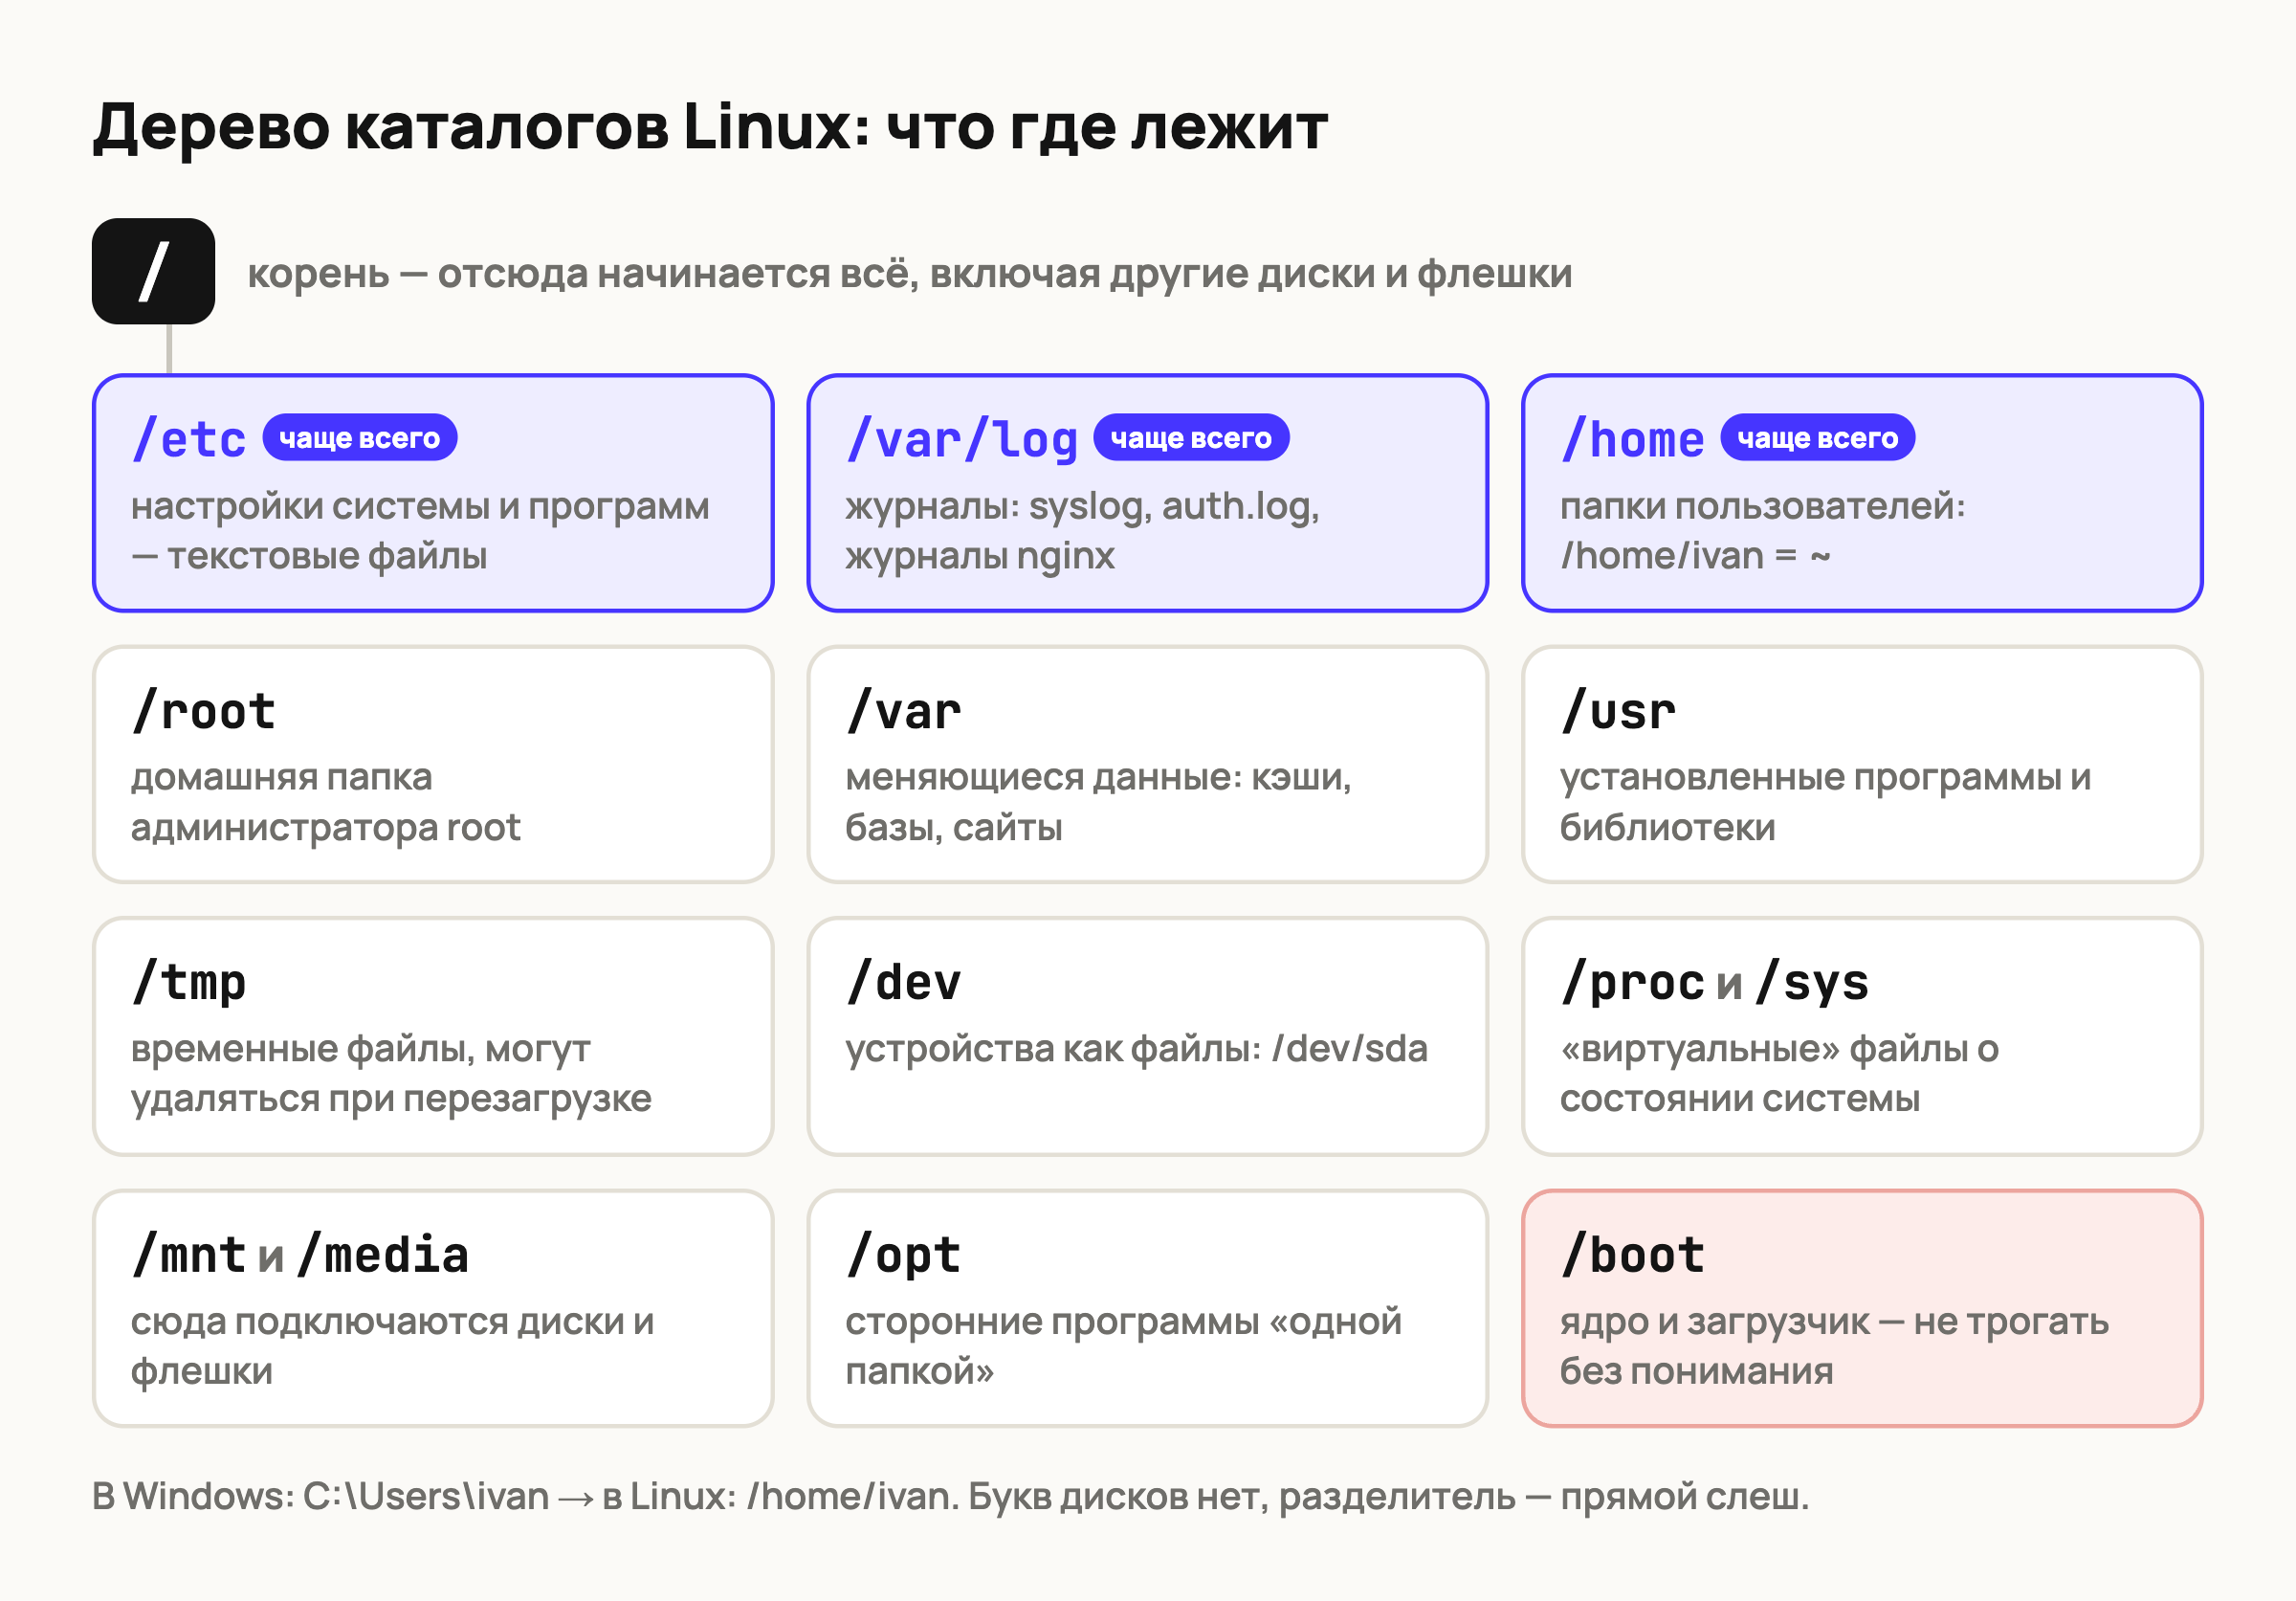 Дерево каталогов Linux: что где лежит
/
корень — отсюда начинается всё, включая другие диски и флешки
/etc чаще всего
настройки системы и программ
— текстовые файлы
/var/log чаще всего
журналы: syslog, auth.log,
журналы nginx
/home чаще всего
папки пользователей:
/home/ivan = ~
/root
домашняя папка
администратора root
/var
меняющиеся данные: кэши,
базы, сайты
/usr
установленные программы и
библиотеки
/tmp
временные файлы, могут
удаляться при перезагрузке
/dev
устройства как файлы: /dev/sda
/proc и /sys
«виртуальные» файлы о
состоянии системы
/mnt и /media
сюда подключаются диски и
флешки
/opt
сторонние программы «одной
папкой»
/boot
ядро и загрузчик — не трогать
без понимания
В Windows: C:\Users\ivan → в Linux: /home/ivan. Букв дисков нет, разделитель — прямой слеш.